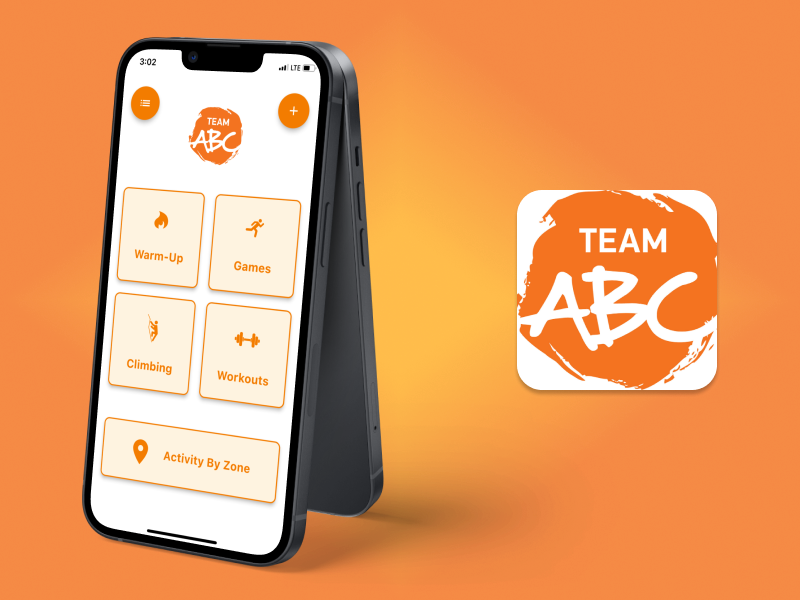 3:02
LTE
TEAM
ABC
Warm-Up
Games
Climbing
Workouts
Activity By Zone
TEAM
ABC